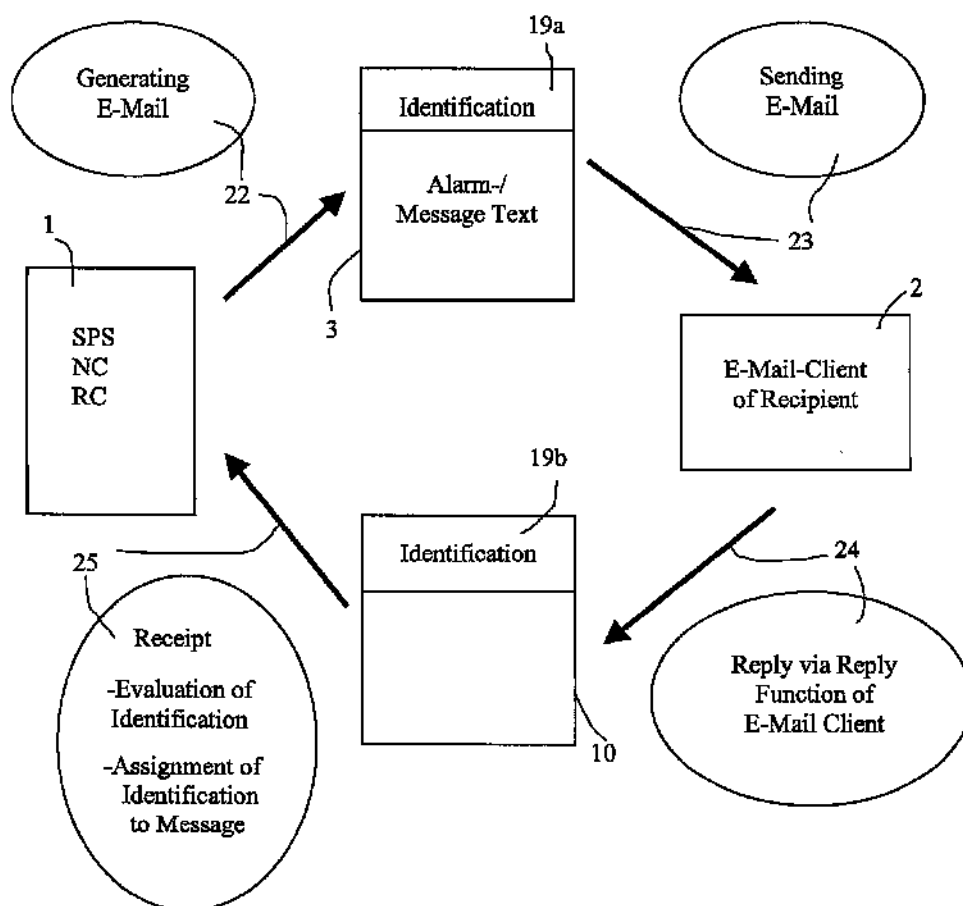 19a
Generating
E-Mail
Identification
Sending
E-Mail
22
Alarm-/
Message Text
23
1
3
2
SPS
NC
RC
E-Mail-Client
of Recipient
19b
Identification
24
25
Receipt
-Evaluation of
Identification
-Assignment of
Identification
to Message
10
Reply via Reply
Function of
E-Mail Client